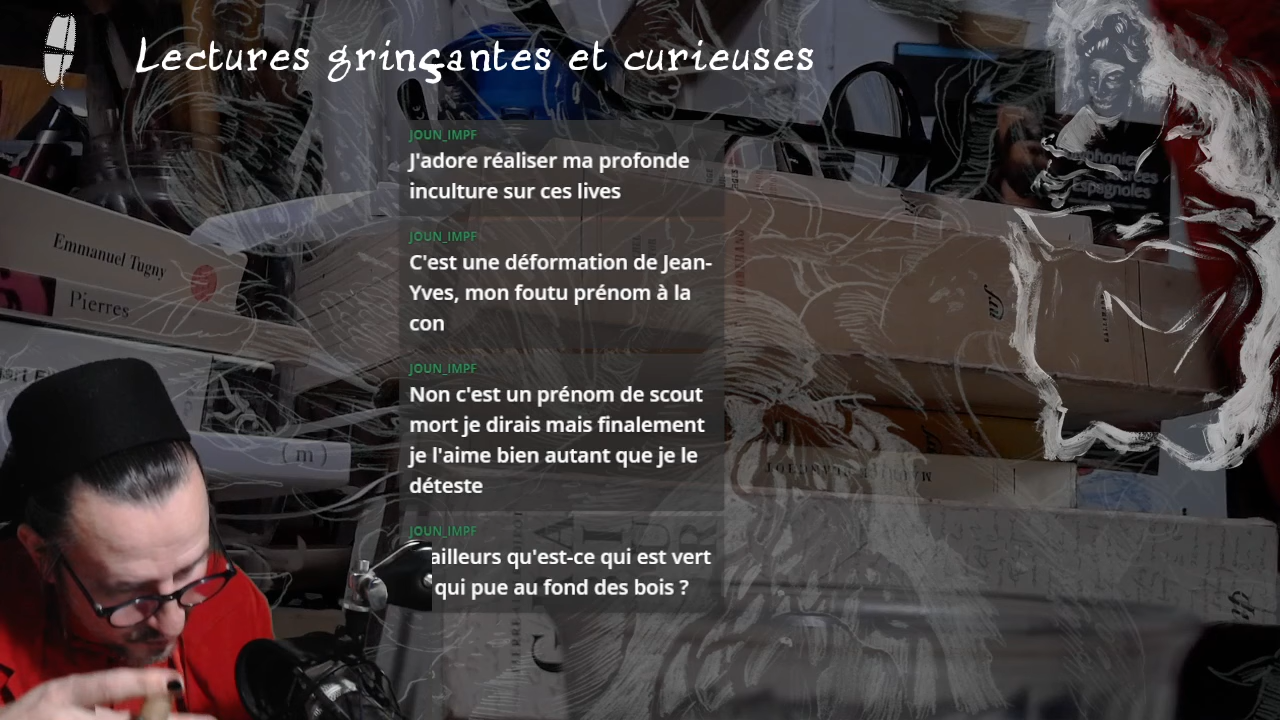 Lectures grinçantes et curieuses
JOUN_IMPF
J'adore réaliser ma profonde
inculture sur ces lives
JOUN_IMPF
C'est une déformation de Jean-
Yves, mon foutu prénom à la
con
JOUN_IMPF
Non c'est un prénom de scout
mort je dirais mais finalement
je l'aime bien autant que je le
déteste
JOUN_IMPF
ailleurs qu'est-ce qui est vert
qui pue au fond des bois ?
Emmanuel Tugny
Pierres
(m)
Espagnoles